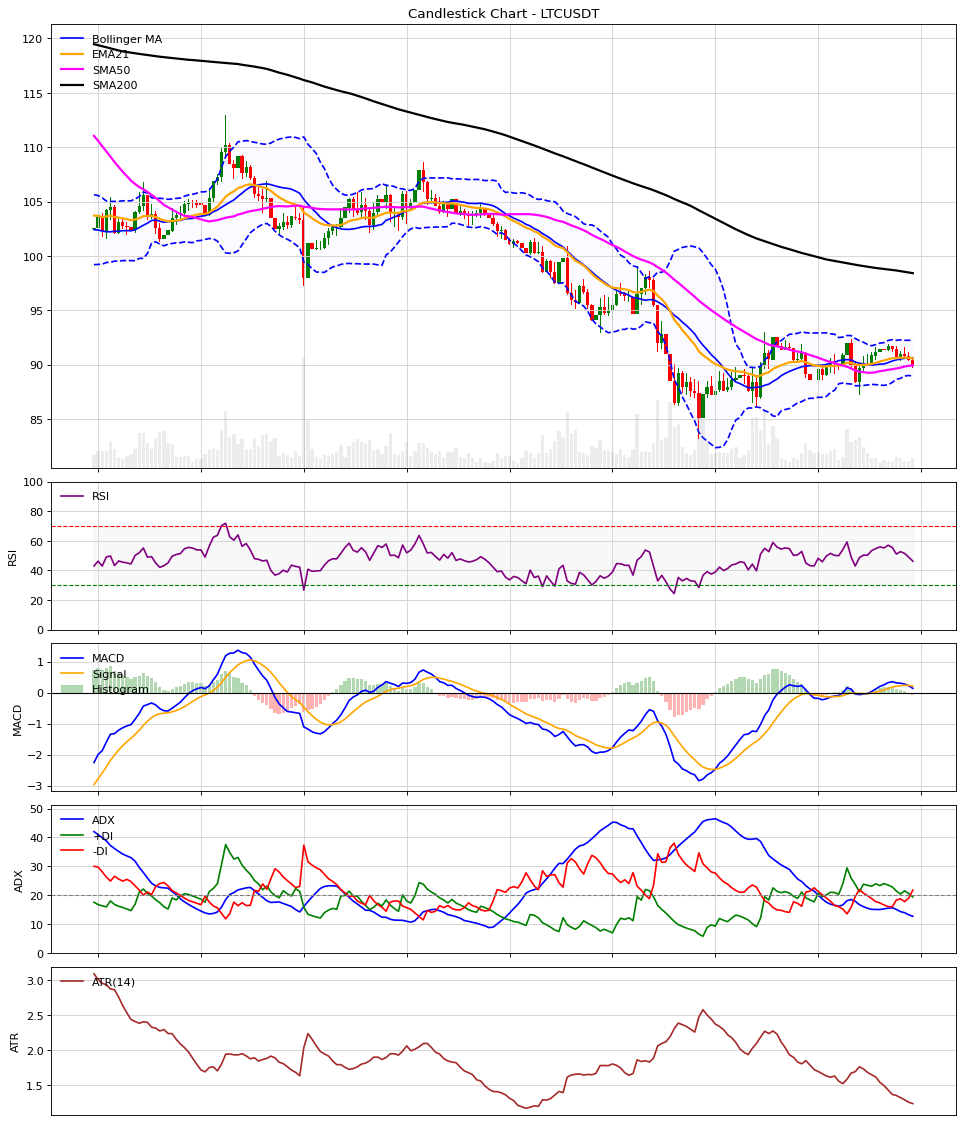 Candlestick Chart - LTCUSDT
120
115
110
105
100
95
90
85
Bollinger MA
EMA21
SMA50
SMA200
RSI
100
80
60
40
20
0
RSI
MACD
1
0
−1
−2
−3
MACD
Signal
Histogram
ADX
50
40
30
20
10
0
ADX
+DI
-DI
ATR
3.0
2.5
2.0
1.5
ATR(14)